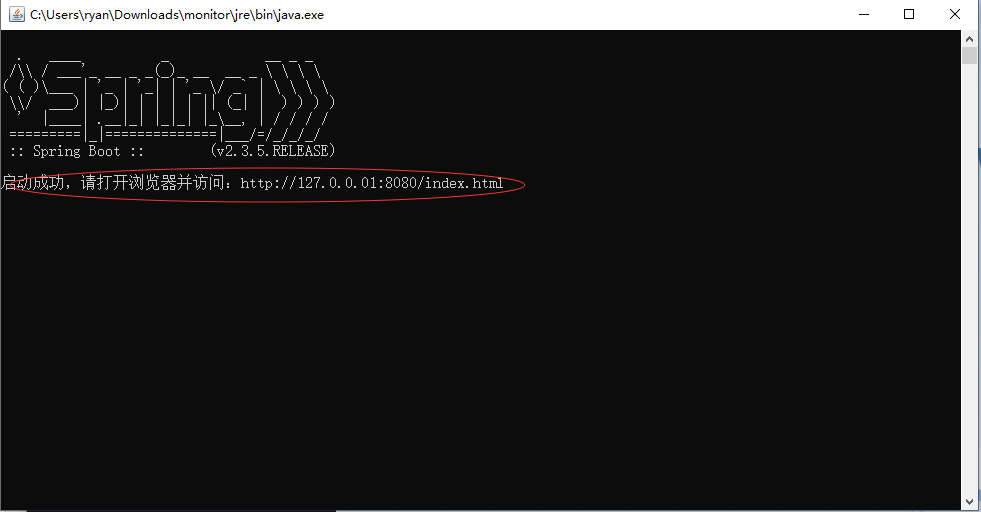 C:\Users\ryan\Downloads\monitor\jre\bin\java.exe
:: Spring Boot ::        (v2.3.5.RELEASE)
启动成功，请打开浏览器并访问：http://127.0.0.01:8080/index.html